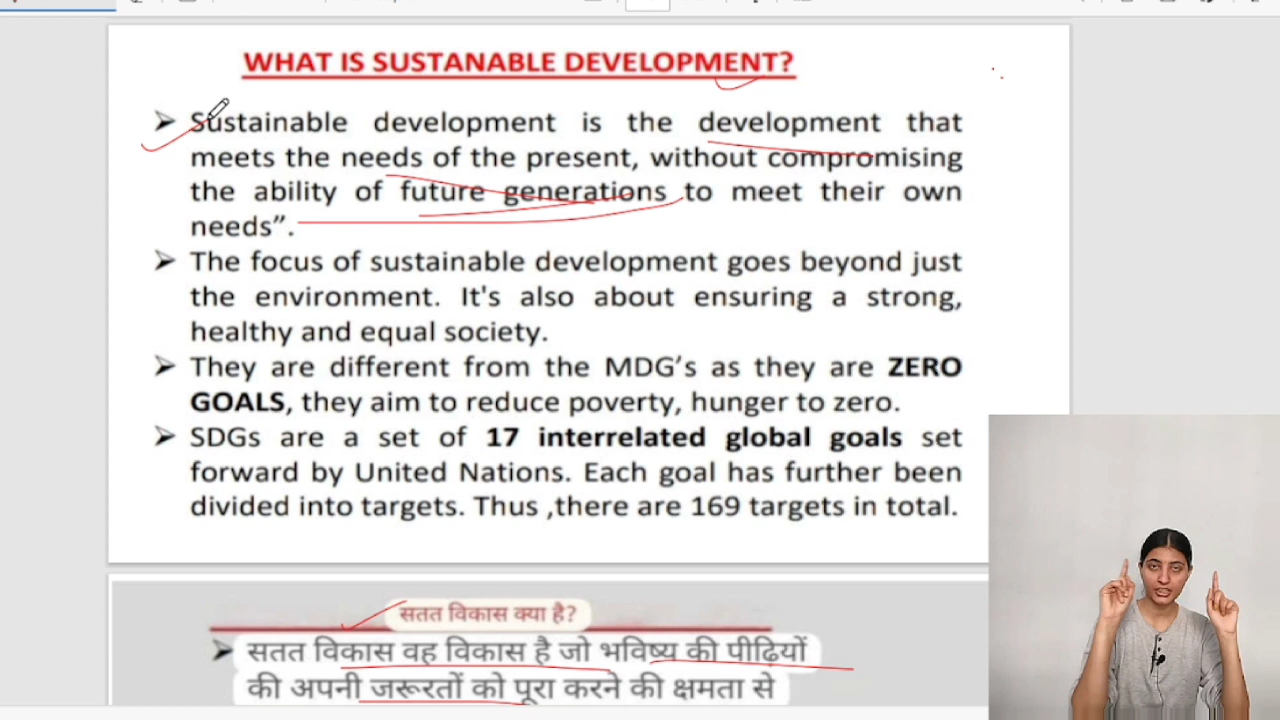 WHAT IS SUSTANABLE DEVELOPMENT?
➢ Sustainable development is the development that
meets the needs of the present, without compromising
the ability of future generations to meet their own
needs”.
➢ The focus of sustainable development goes beyond just
the environment. It's also about ensuring a strong,
healthy and equal society.
➢ They are different from the MDG’s as they are ZERO
GOALS, they aim to reduce poverty, hunger to zero.
➢ SDGs are a set of 17 interrelated global goals set
forward by United Nations. Each goal has further been
divided into targets. Thus ,there are 169 targets in total.
सतत विकास क्या है?
➢ सतत विकास वह विकास है जो भविष्य की पीढ़ियों
की अपनी जरूरतों को पूरा करने की क्षमता से